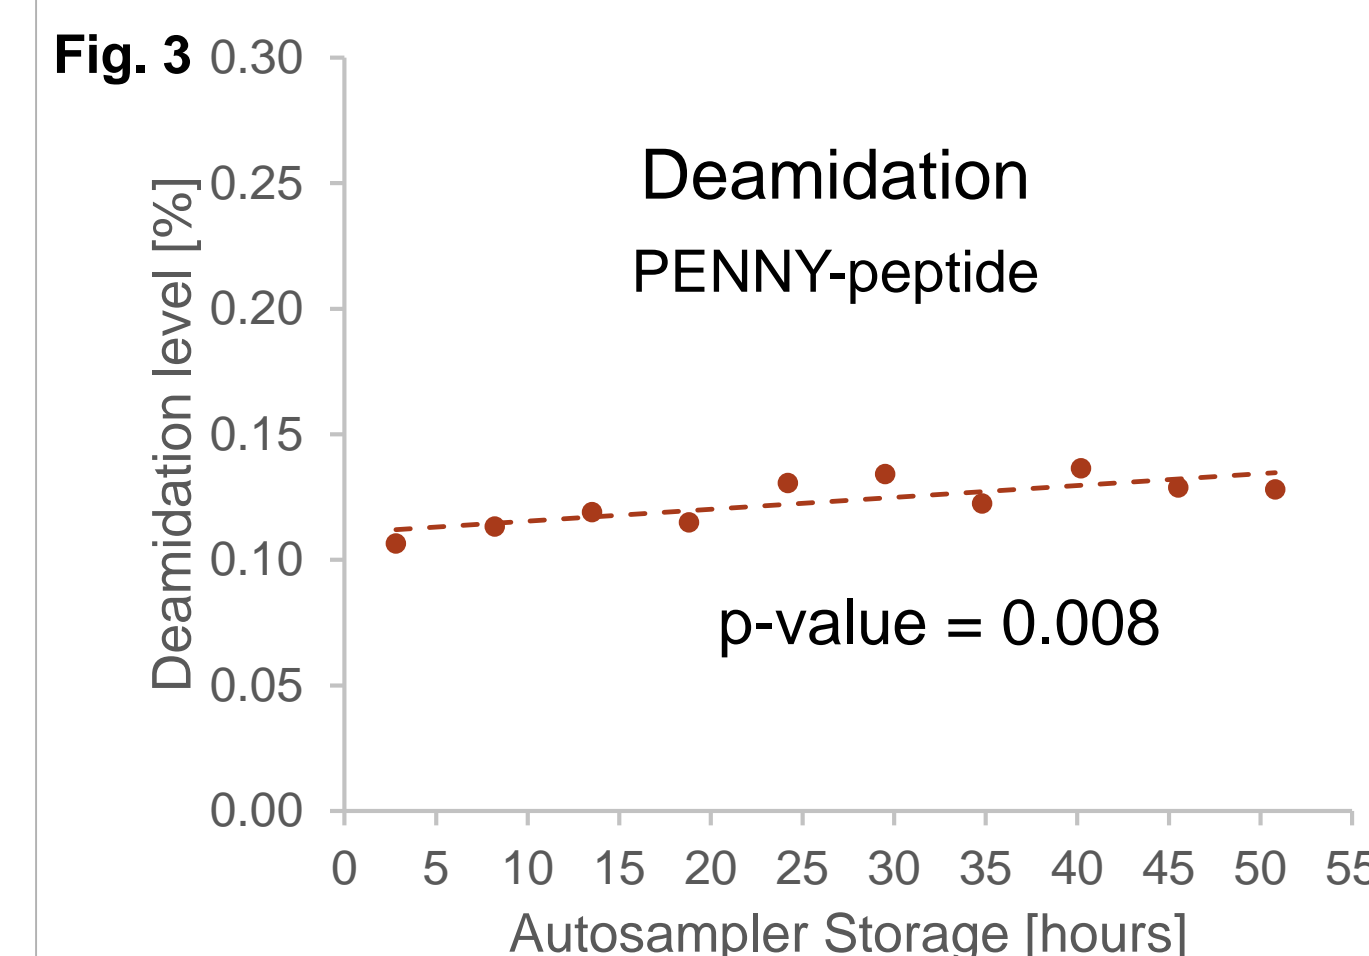 Fig. 3
0.30
0.25
0.20
0.15
0.10
0.05
0.00
Deamidation level [%]
Deamidation
PENNY-peptide
p-value = 0.008
0 5 10 15 20 25 30 35 40 45 50 55
Autosampler Storage [hours]